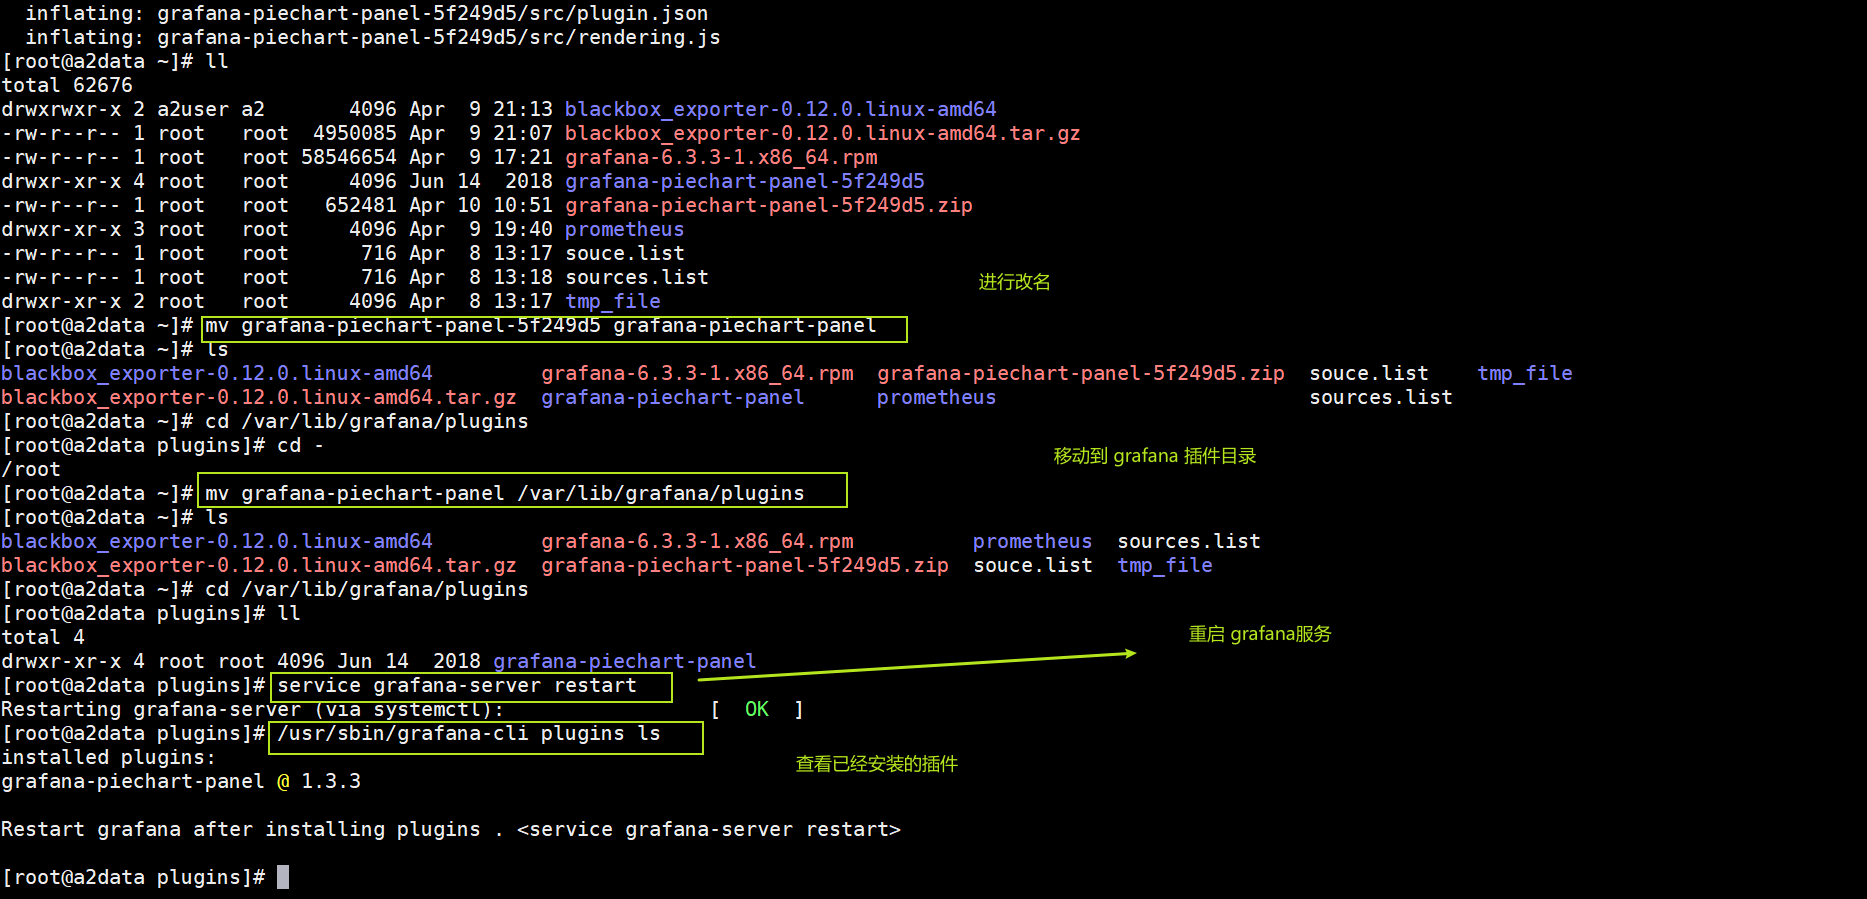 inflating: grafana-piechart-panel-5f249d5/src/plugin.json
inflating: grafana-piechart-panel-5f249d5/src/rendering.js
[root@a2data ~]# ll
total 62676
drwxrwxr-x 2 a2user a2       4096 Apr  9 21:13 blackbox_exporter-0.12.0.linux-amd64
-rw-r--r-- 1 root   root  4950085 Apr  9 21:07 blackbox_exporter-0.12.0.linux-amd64.tar.gz
-rw-r--r-- 1 root   root 58546654 Apr  9 17:21 grafana-6.3.3-1.x86_64.rpm
drwxr-xr-x 4 root   root     4096 Jun 14  2018 grafana-piechart-panel-5f249d5
-rw-r--r-- 1 root   root   652481 Apr 10 10:51 grafana-piechart-panel-5f249d5.zip
drwxr-xr-x 3 root   root     4096 Apr  9 19:40 prometheus
-rw-r--r-- 1 root   root      716 Apr  8 13:17 souce.list
-rw-r--r-- 1 root   root      716 Apr  8 13:18 sources.list
进行改名
drwxr-xr-x 2 root   root     4096 Apr  8 13:17 tmp_file
[root@a2data ~]# mv grafana-piechart-panel-5f249d5 grafana-piechart-panel
[root@a2data ~]# ls
blackbox_exporter-0.12.0.linux-amd64         grafana-6.3.3-1.x86_64.rpm  grafana-piechart-panel-5f249d5.zip  souce.list    tmp_file
blackbox_exporter-0.12.0.linux-amd64.tar.gz  grafana-piechart-panel      prometheus                          sources.list
[root@a2data ~]# cd /var/lib/grafana/plugins
[root@a2data plugins]# cd -
移动到 grafana 插件目录
/root
[root@a2data ~]# mv grafana-piechart-panel /var/lib/grafana/plugins
[root@a2data ~]# ls
blackbox_exporter-0.12.0.linux-amd64         grafana-6.3.3-1.x86_64.rpm          prometheus  sources.list
blackbox_exporter-0.12.0.linux-amd64.tar.gz  grafana-piechart-panel-5f249d5.zip  souce.list  tmp_file
[root@a2data ~]# cd /var/lib/grafana/plugins
[root@a2data plugins]# ll
total 4
重启 grafana服务
drwxr-xr-x 4 root root 4096 Jun 14  2018 grafana-piechart-panel
[root@a2data plugins]# service grafana-server restart
Restarting grafana-server (via systemctl):                 [  OK  ]
[root@a2data plugins]# /usr/sbin/grafana-cli plugins ls
installed plugins:
查看已经安装的插件
grafana-piechart-panel @ 1.3.3
Restart grafana after installing plugins . <service grafana-server restart>
[root@a2data plugins]#